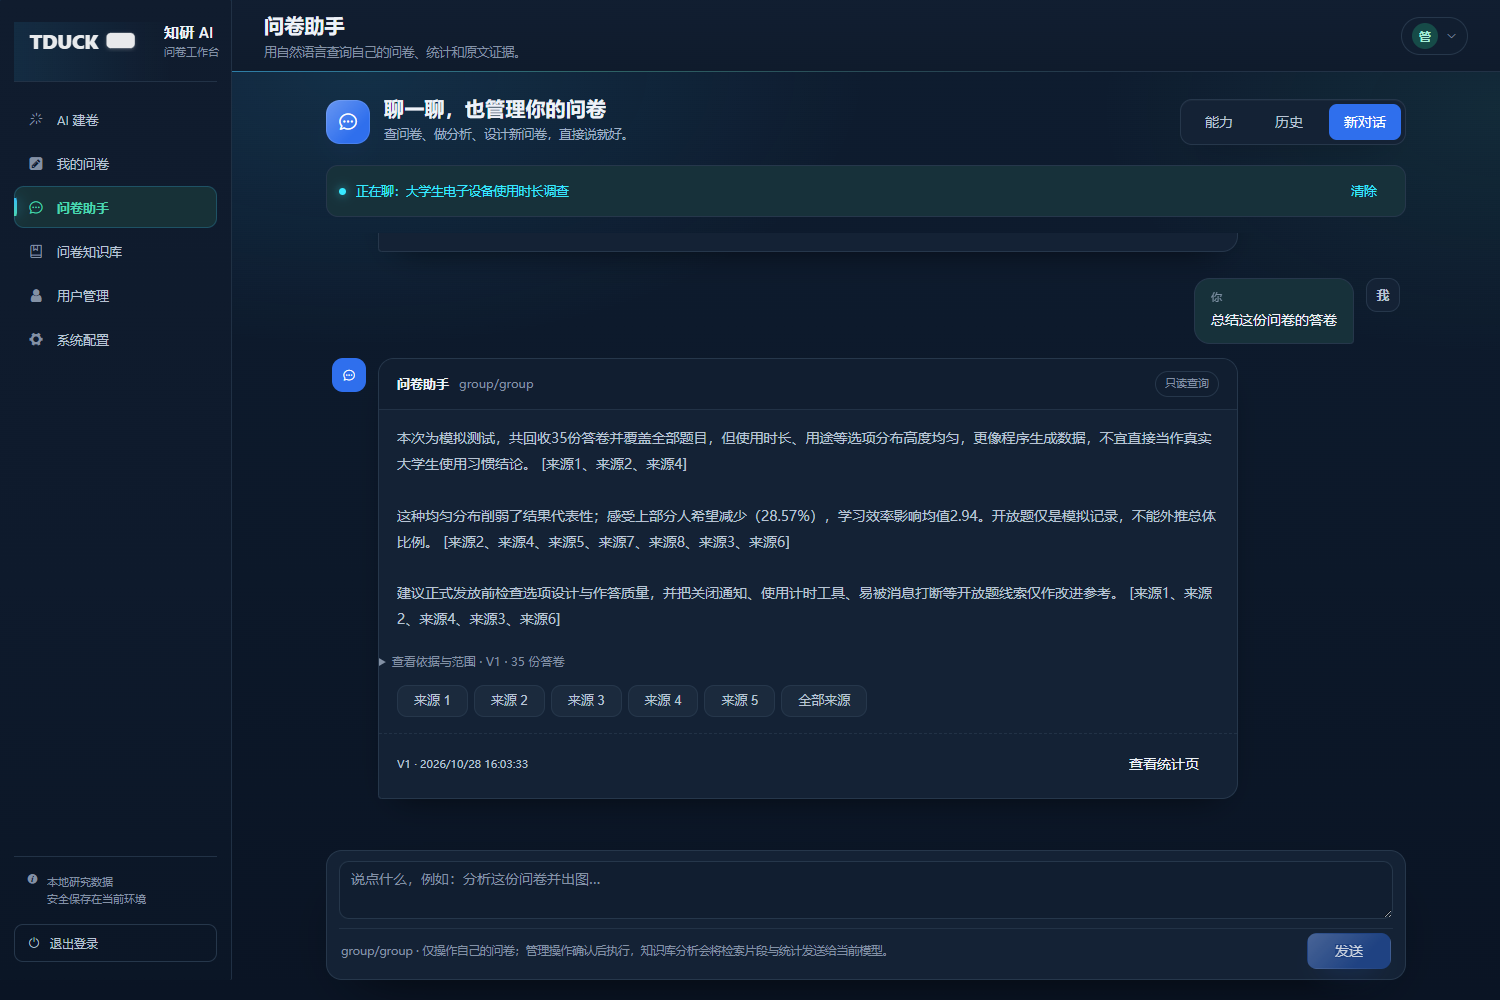 TDUCK
知研 AI
问卷工作台
AI 建卷
我的问卷
问卷助手
问卷知识库
用户管理
系统配置
本地研究数据
安全保存在当前环境
退出登录
问卷助手
用自然语言查询自己的问卷、统计和原文证据。
管
聊一聊，也管理你的问卷
查问卷、做分析、设计新问卷，直接说就好。
能力
历史
新对话
正在聊：大学生电子设备使用时长调查
清除
你
总结这份问卷的答卷
我
问卷助手 group/group
只读查询
本次为模拟测试，共回收35份答卷并覆盖全部题目，但使用时长、用途等选项分布高度均匀，更像程序生成数据，不宜直接当作真实
大学生使用习惯结论。 [来源1、来源2、来源4]
这种均匀分布削弱了结果代表性；感受上部分人希望减少（28.57%），学习效率影响均值2.94。开放题仅是模拟记录，不能外推总体
比例。 [来源2、来源4、来源5、来源7、来源8、来源3、来源6]
建议正式发放前检查选项设计与作答质量，并把关闭通知、使用计时工具、易被消息打断等开放题线索仅作改进参考。 [来源1、来源
2、来源4、来源3、来源6]
查看依据与范围 · V1 · 35 份答卷
来源 1
来源 2
来源 3
来源 4
来源 5
全部来源
V1 · 2026/10/28 16:03:33
查看统计页
说点什么，例如：分析这份问卷并出图...
group/group · 仅操作自己的问卷；管理操作确认后执行，知识库分析会将检索片段与统计发送给当前模型。
发送